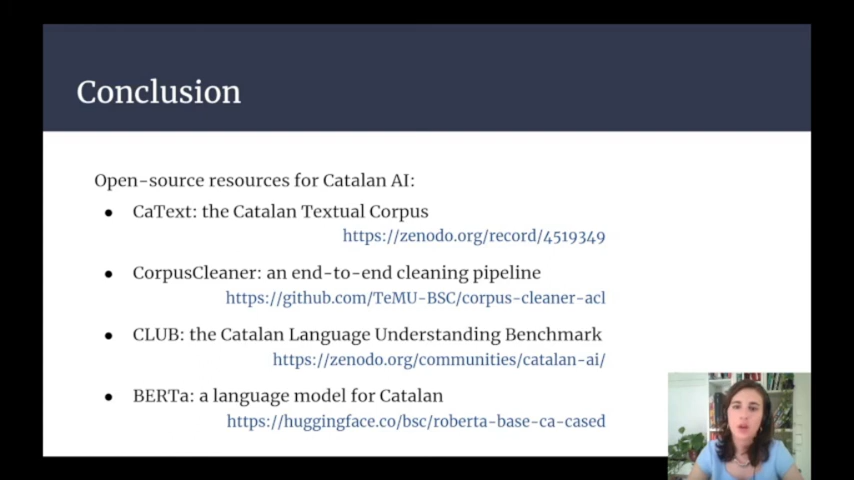 Conclusion
Open-source resources for Catalan AI:
● CaText: the Catalan Textual Corpus
https://zenodo.org/record/4519349
● CorpusCleaner: an end-to-end cleaning pipeline
https://github.com/TeMU-BSC/corpus-cleaner-acl
● CLUB: the Catalan Language Understanding Benchmark
https://zenodo.org/communities/catalan-ai/
● BERTa: a language model for Catalan
https://huggingface.co/bsc/roberta-base-ca-cased